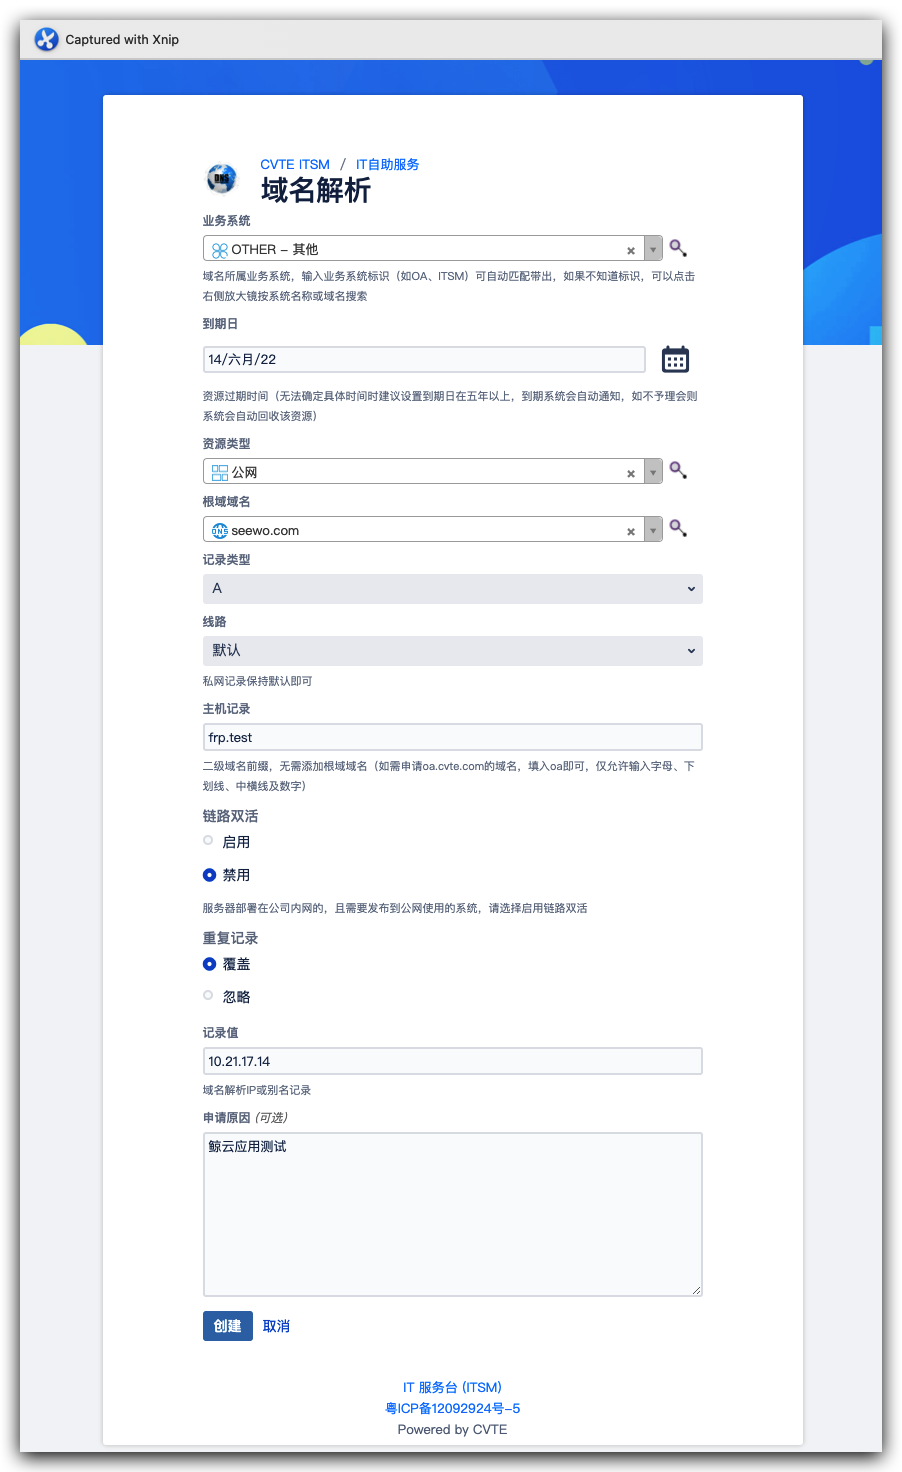 Captured with Xnip
CVTE ITSM / IT自助服务
DNS
域名解析
业务系统
OTHER - 其他
域名所属业务系统，输入业务系统标识（如OA、ITSM）可自动匹配带出，如果不知道标识，可以点击
右侧放大镜按系统名称或域名搜索
到期日
14/六月/22
资源过期时间（无法确定具体时间时建议设置到期日在五年以上，到期系统会自动通知，如不予理会则
系统会自动回收该资源）
资源类型
公网
根域域名
DNS seewo.com
记录类型
A
线路
默认
私网记录保持默认即可
主机记录
frp.test
二级域名前缀，无需添加根域域名（如需申请oa.cvte.com的域名，填入oa即可，仅允许输入字母、下
划线、中横线及数字）
链路双活
启用
禁用
服务器部署在公司内网的，且需要发布到公网使用的系统，请选择启用链路双活
重复记录
覆盖
忽略
记录值
10.21.17.14
域名解析IP或别名记录
申请原因 (可选)
鲸云应用测试
创建 取消
IT 服务台 (ITSM)
粤ICP备12092924号-5
Powered by CVTE